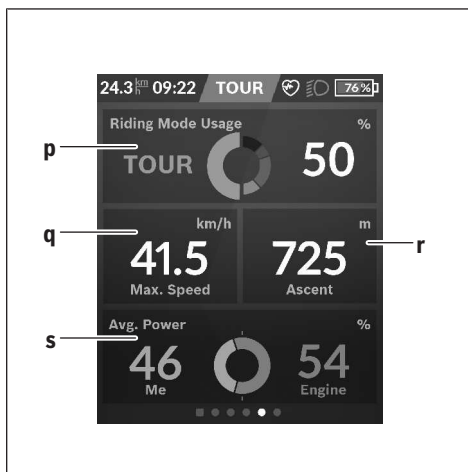 24.3 km/h 09:22 TOUR 76%
Riding Mode Usage %
p TOUR 50
q km/h m r
41.5 725
Max. Speed Ascent
Avg. Power %
s 46 54
Me Engine